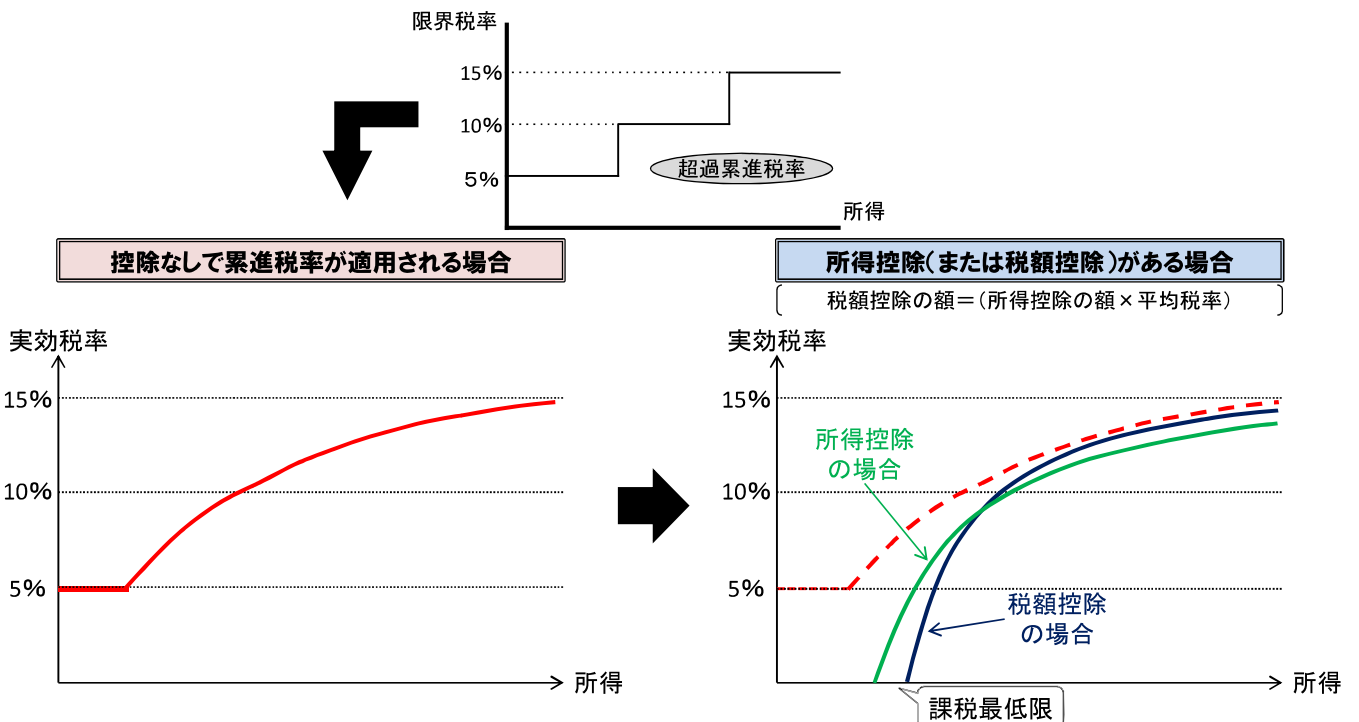 限界税率
15%
10%
5%
超過累進税率
所得
控除なしで累進税率が適用される場合
所得控除(または税額控除)がある場合
税額控除の額＝(所得控除の額×平均税率)
実効税率
15%
10%
5%
所得
実効税率
15%
10%
5%
所得控除
の場合
税額控除
の場合
所得
課税最低限